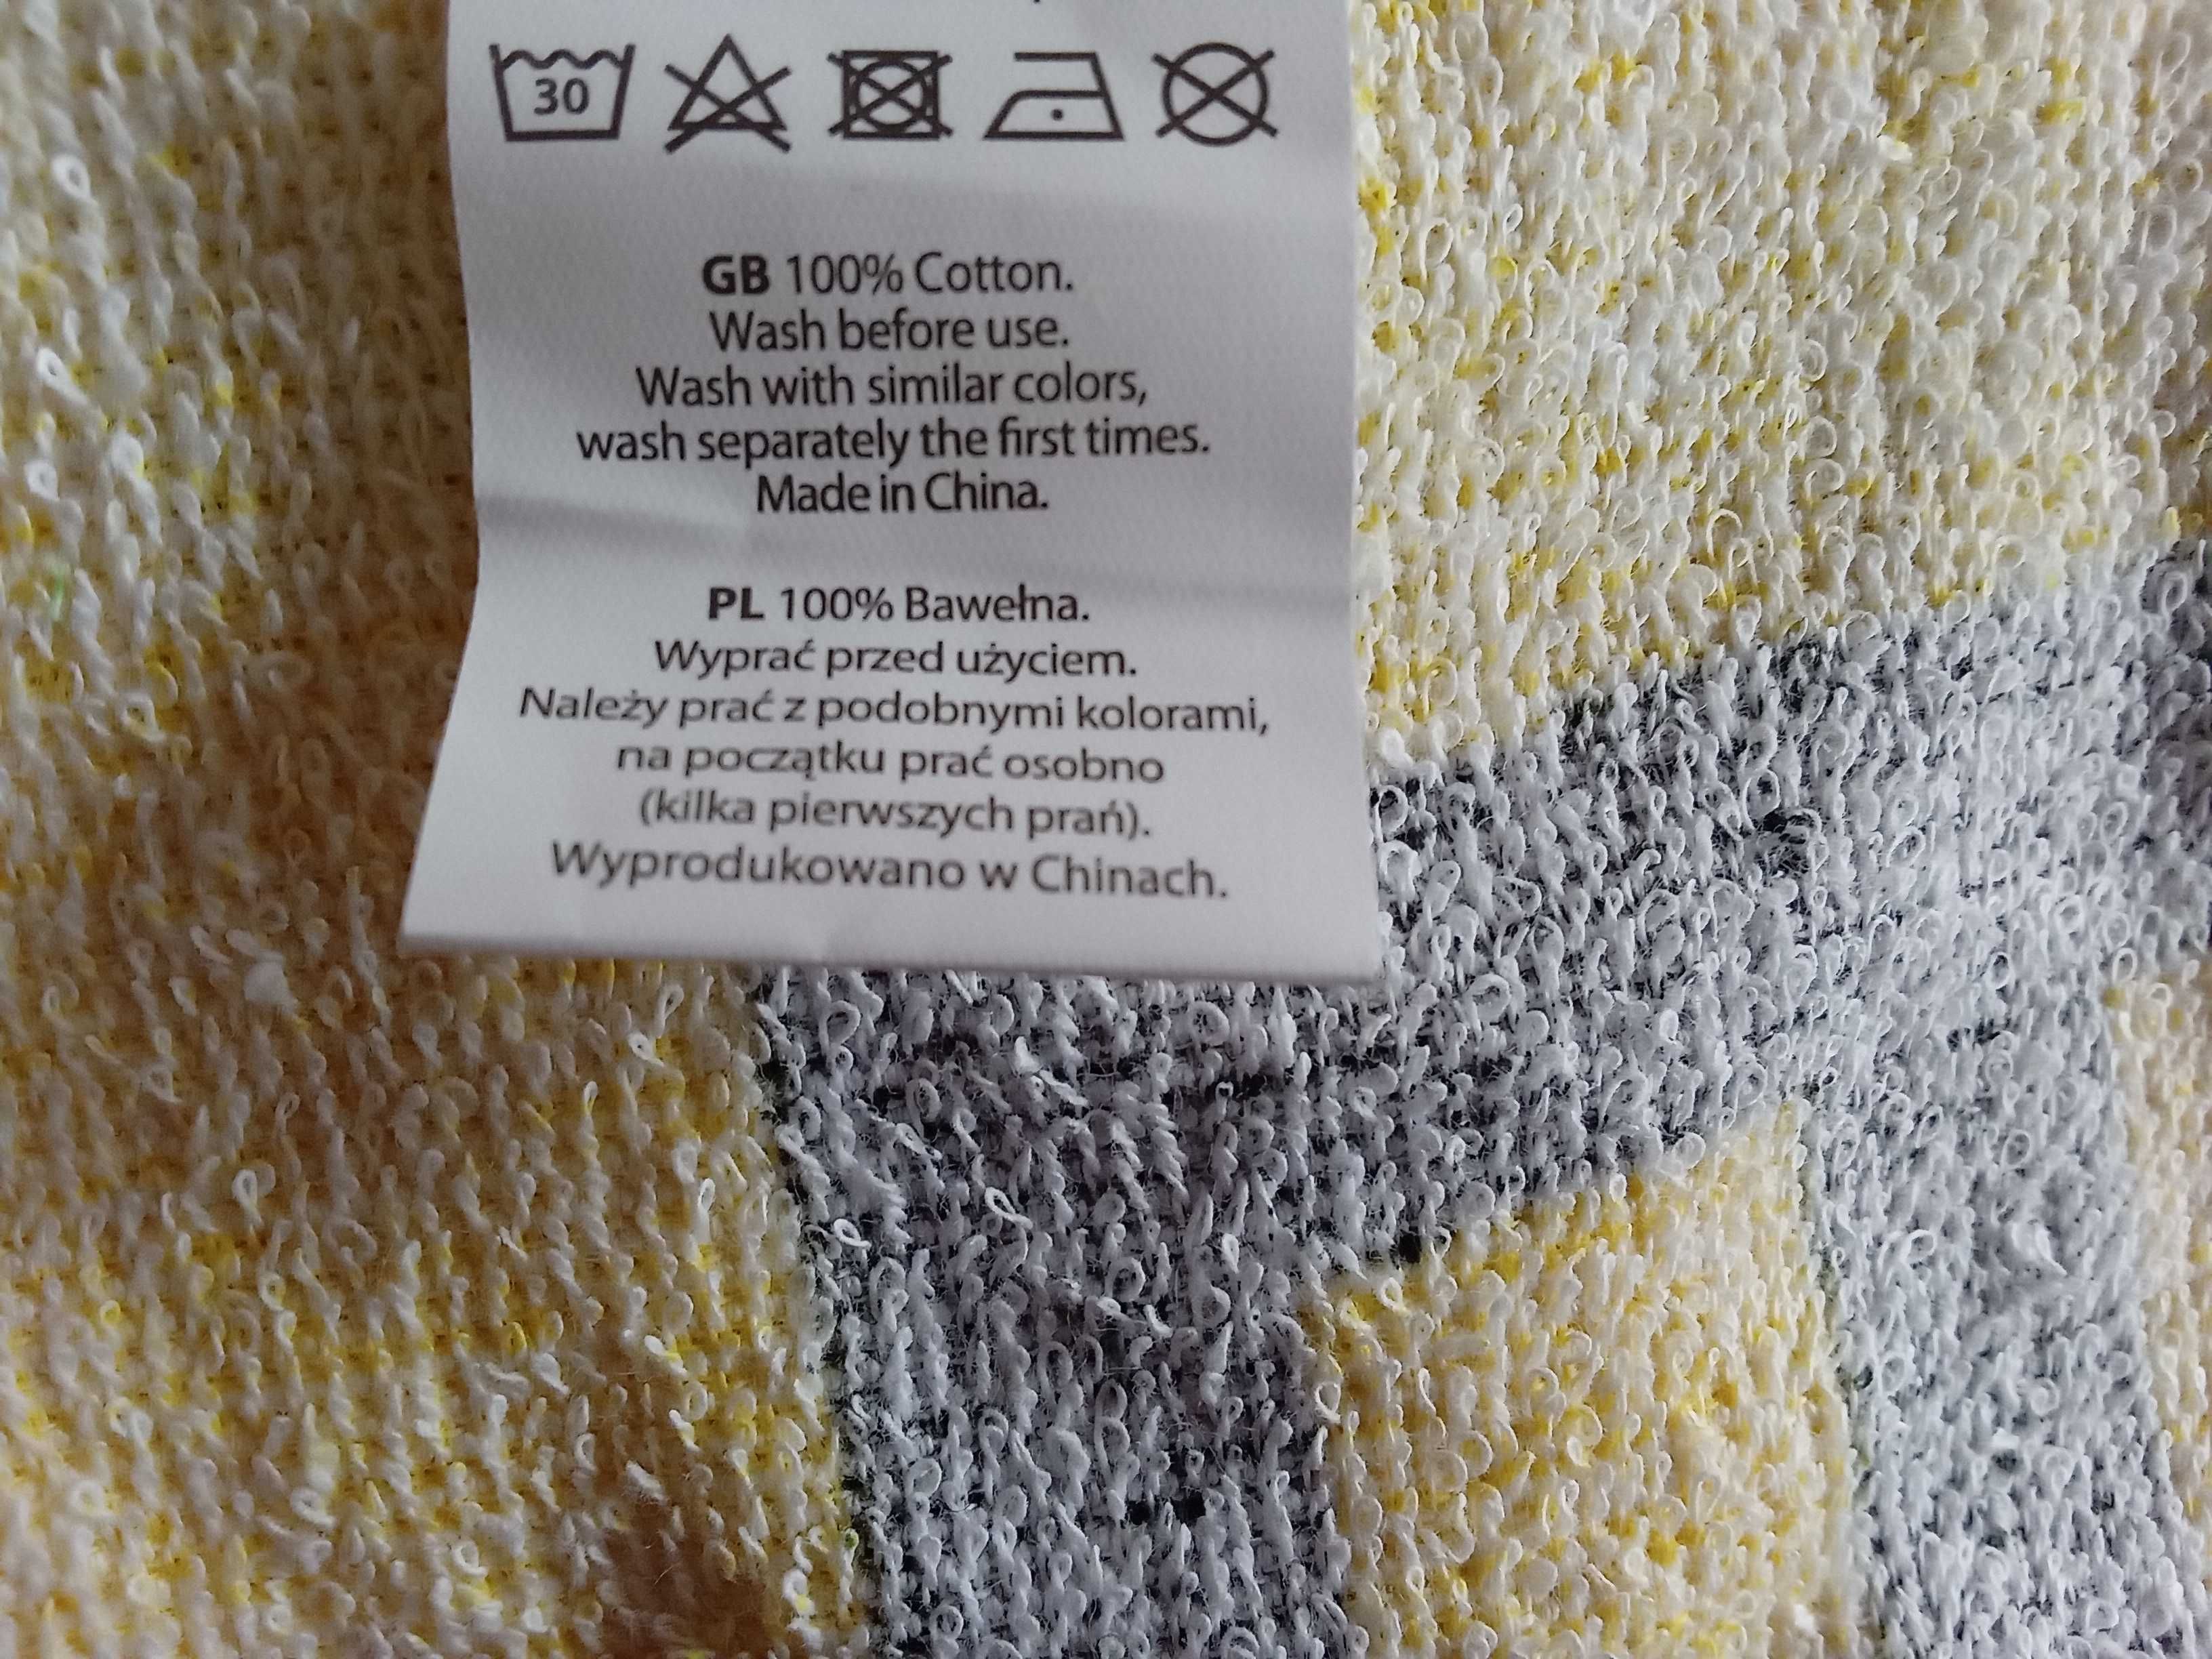 30
GB 100% Cotton.
Wash before use.
Wash with similar colors,
wash separately the first times.
Made in China.
PL 100% Bawełna.
Wyprać przed użyciem.
Należy prać z podobnymi kolorami,
na początku prać osobno
(kilka pierwszych prań).
Wyprodukowano w Chinach.